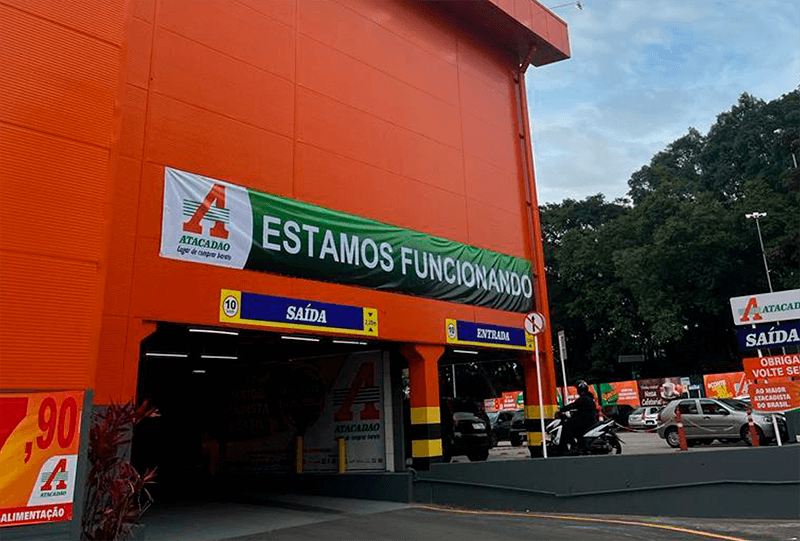 A
ATACADÃO
Lugar de comprar barato
ESTAMOS FUNCIONANDO
10
SAÍDA
2,20m
10
ENTRADA
A ATACADÃO
SAÍDA
OBRIGA
VOLTE SE
AO MAIOR
ATACADISTA
DO BRASIL
,90
A
ATACADÃO
ALIMENTAÇÃO
A
ATACADÃO